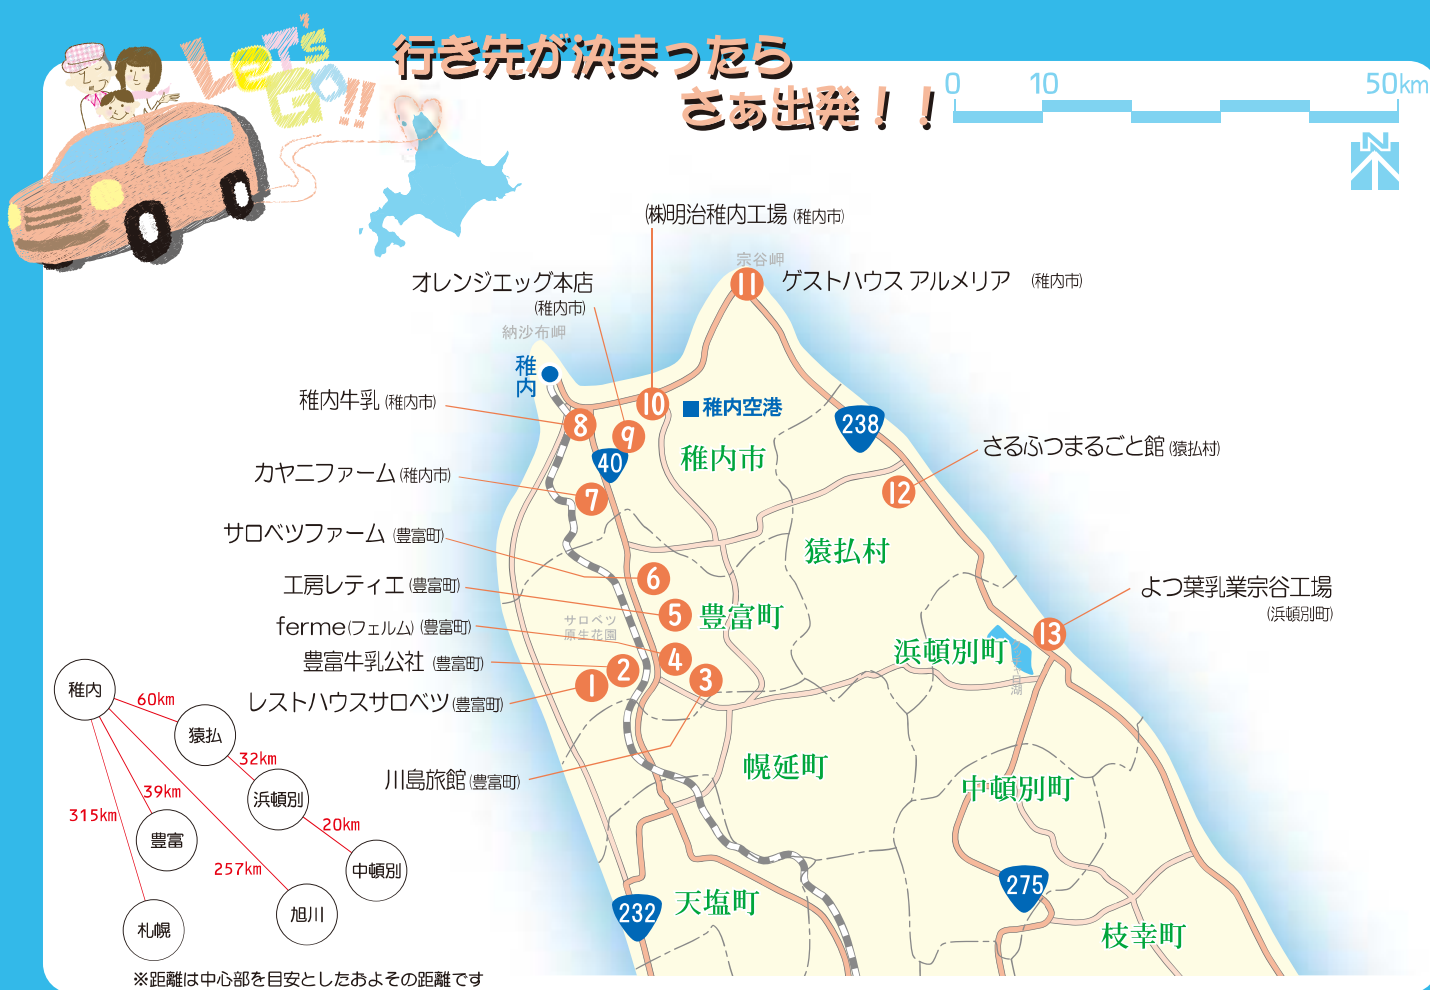 Let's
Go!!
行き先が決まったら
さぁ出発！！
0 10 50km
N
㈱明治稚内工場 (稚内市)
宗谷岬
11
ゲストハウス アルメリア (稚内市)
オレンジエッグ本店
(稚内市)
納沙布岬
稚内
稚内牛乳 (稚内市)
8
9
10
稚内空港
238
40
稚内市
さるふつまるごと館 (猿払村)
カヤニファーム (稚内市)
7
12
サロベツファーム (豊富町)
猿払村
6
工房レティエ (豊富町)
5
豊富町
よつ葉乳業宗谷工場
(浜頓別町)
サロベツ
原生花園
ferme(フェルム) (豊富町)
13
浜頓別町
豊富牛乳公社 (豊富町)
4
2
3
1
レストハウスサロベツ(豊富町)
川島旅館 (豊富町)
幌延町
中頓別町
275
天塩町
232
枝幸町
稚内
60km
猿払
32km
浜頓別
39km
315km
豊富
20km
257km
中頓別
旭川
札幌
※距離は中心部を目安としたおよその距離です